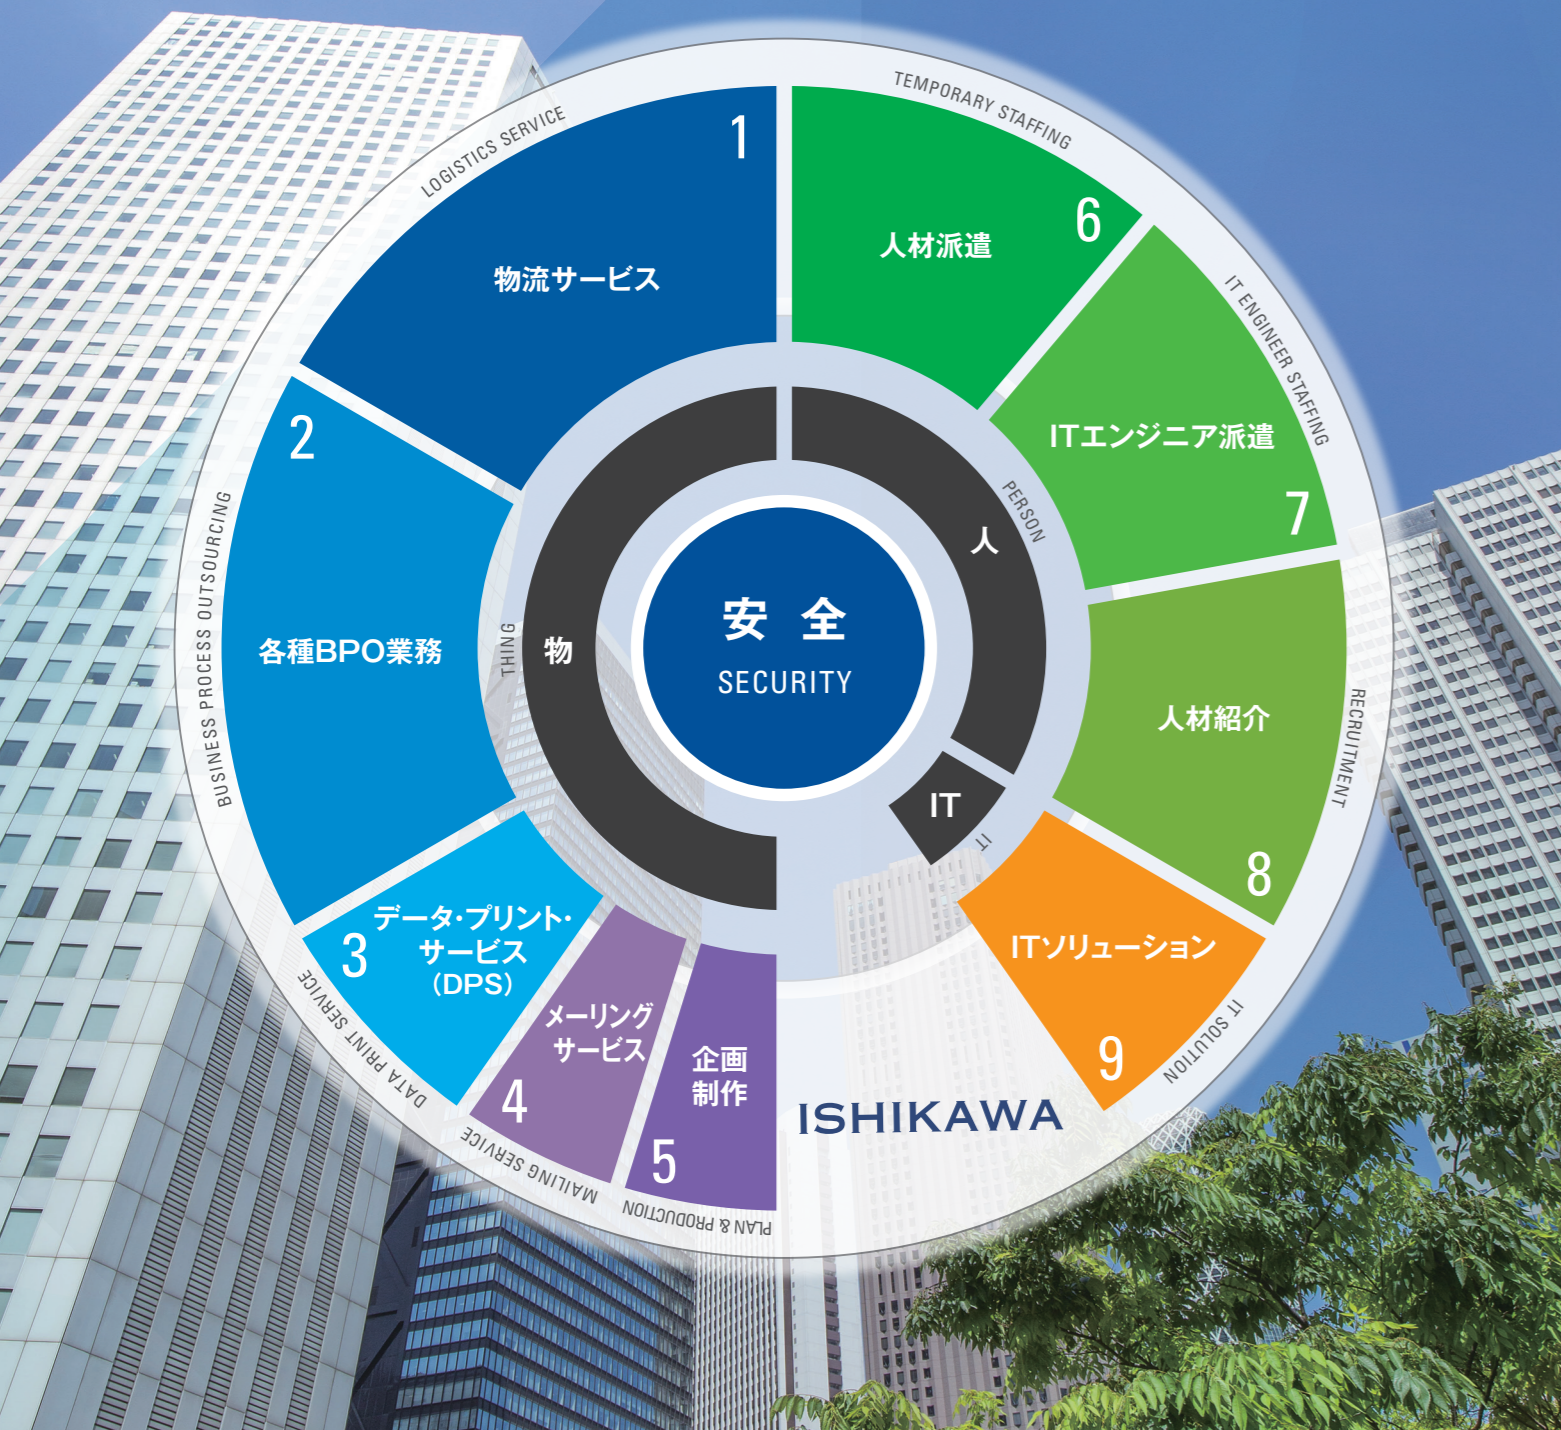 安全
SECURITY
物
THING
人
PERSON
IT
IT
1
物流サービス
LOGISTICS SERVICE
2
各種BPO業務
BUSINESS PROCESS OUTSOURCING
3
データ・プリント・
サービス
(DPS)
DATA PRINT SERVICE
4
メーリング
サービス
MAILING SERVICE
5
企画
制作
PLAN & PRODUCTION
6
人材派遣
TEMPORARY STAFFING
7
ITエンジニア派遣
IT ENGINEER STAFFING
8
人材紹介
RECRUITMENT
9
ITソリューション
IT SOLUTION
ISHIKAWA